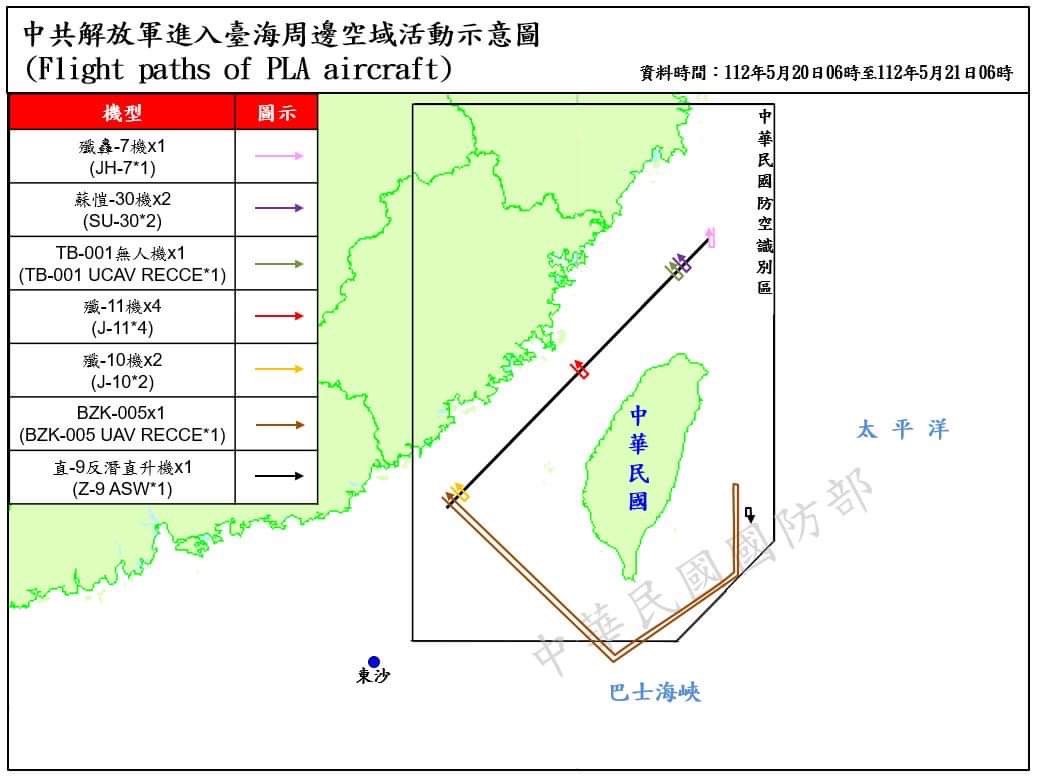 中共解放軍進入臺海周邊空域活動示意圖
(Flight paths of PLA aircraft)
資料時間：112年5月20日06時至112年5月21日06時
機型 圖示
殲轟-7機x1
(JH-7*1)
蘇愷-30機x2
(SU-30*2)
TB-001無人機x1
(TB-001 UCAV RECCE*1)
殲-11機x4
(J-11*4)
殲-10機x2
(J-10*2)
BZK-005x1
(BZK-005 UAV RECCE*1)
直-9反潛直升機x1
(Z-9 ASW*1)
中華民國防空識別區
中華民國
太平洋
中華民國國防部
東沙
巴士海峽